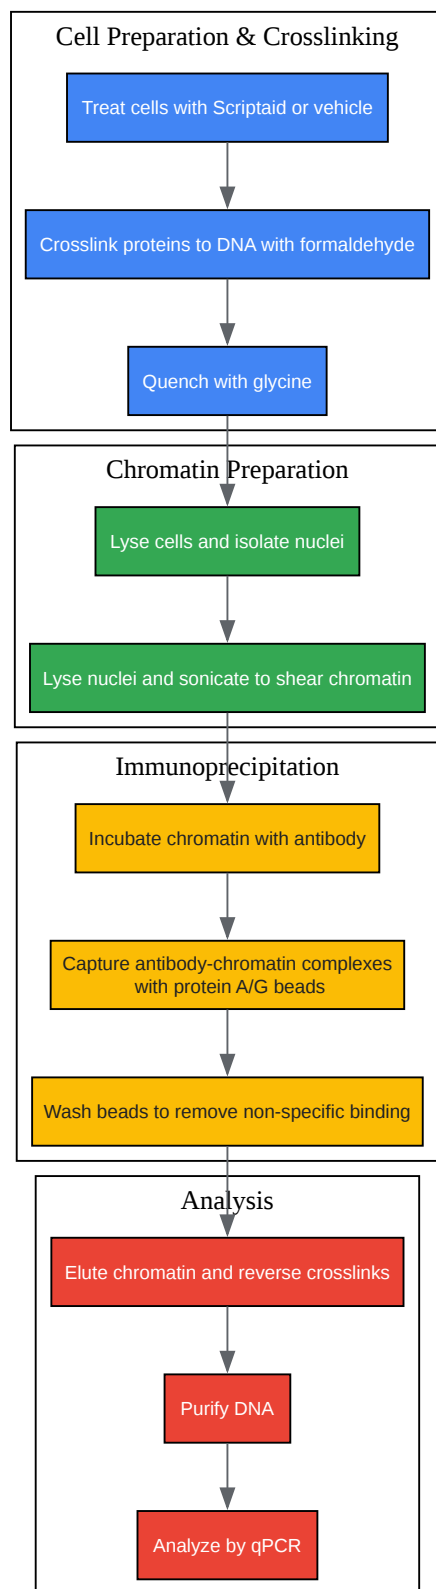 Cell Preparation & Crosslinking
Treat cells with Scriptaid or vehicle
Crosslink proteins to DNA with formaldehyde
Quench with glycine
Chromatin Preparation
Lyse cells and isolate nuclei
Lyse nuclei and sonicate to shear chromatin
Immunoprecipitation
Incubate chromatin with antibody
Capture antibody-chromatin complexes
with protein A/G beads
Wash beads to remove non-specific binding
Analysis
Elute chromatin and reverse crosslinks
Purify DNA
Analyze by qPCR